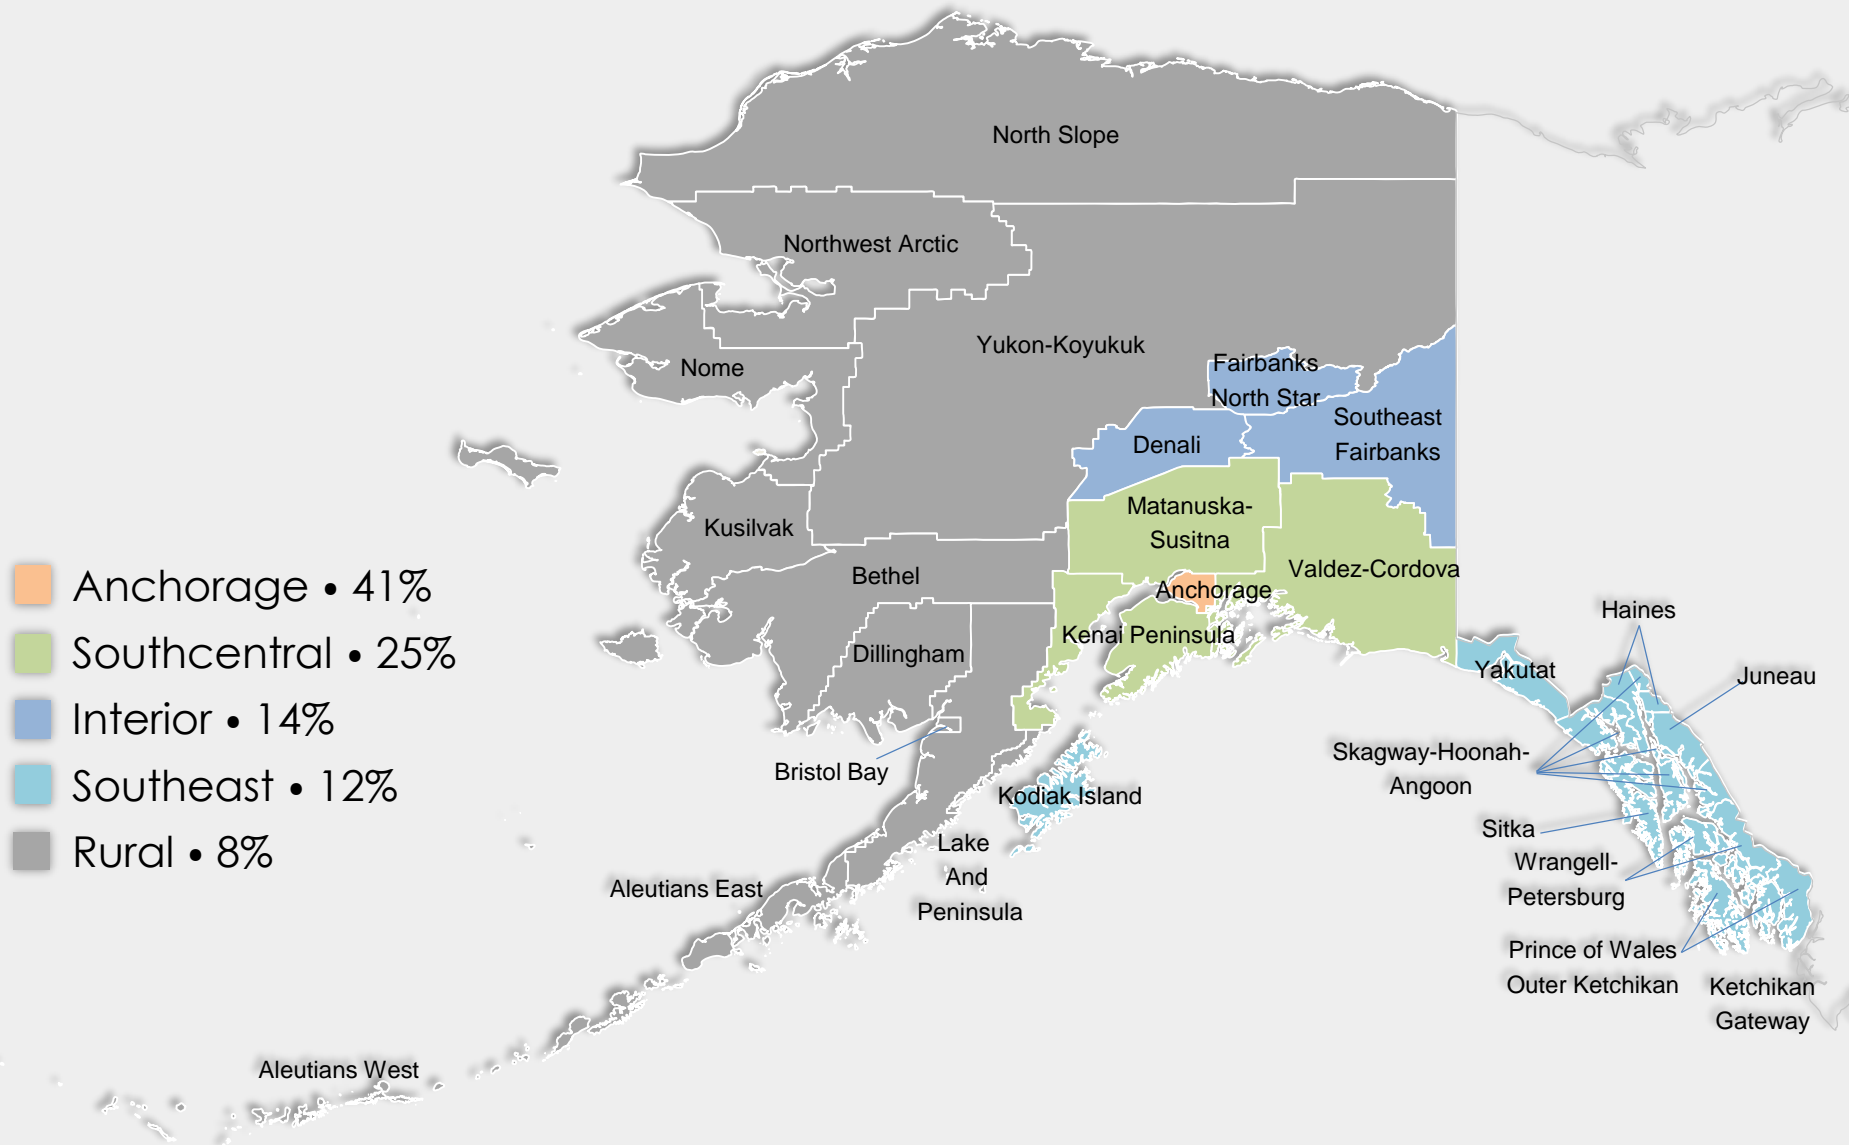 North Slope
Northwest Arctic
Yukon-Koyukuk
Nome
Fairbanks
North Star
Southeast
Fairbanks
Denali
Matanuska-
Susitna
Kusilvak
Valdez-Cordova
Bethel
Anchorage
Anchorage • 41%
Southcentral • 25%
Interior • 14%
Southeast • 12%
Rural • 8%
Kenai Peninsula
Dillingham
Haines
Yakutat
Juneau
Bristol Bay
Skagway-Hoonah-
Angoon
Kodiak Island
Sitka
Lake
And
Peninsula
Wrangell-
Petersburg
Aleutians East
Prince of Wales
Outer Ketchikan
Ketchikan
Gateway
Aleutians West